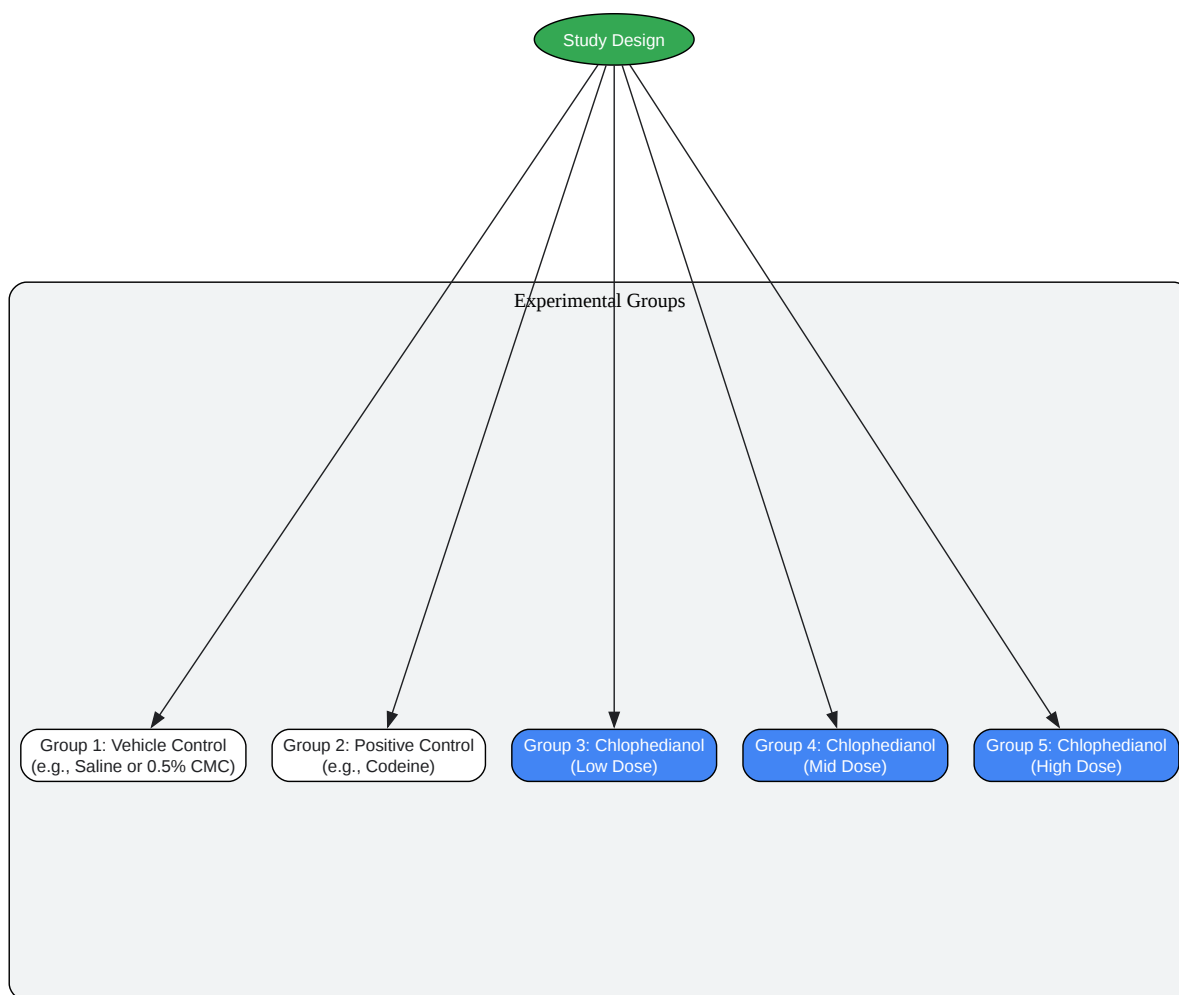 Study Design
Experimental Groups
Group 1: Vehicle Control
(e.g., Saline or 0.5% CMC)
Group 2: Positive Control
(e.g., Codeine)
Group 3: Chlophedianol
(Low Dose)
Group 4: Chlophedianol
(Mid Dose)
Group 5: Chlophedianol
(High Dose)